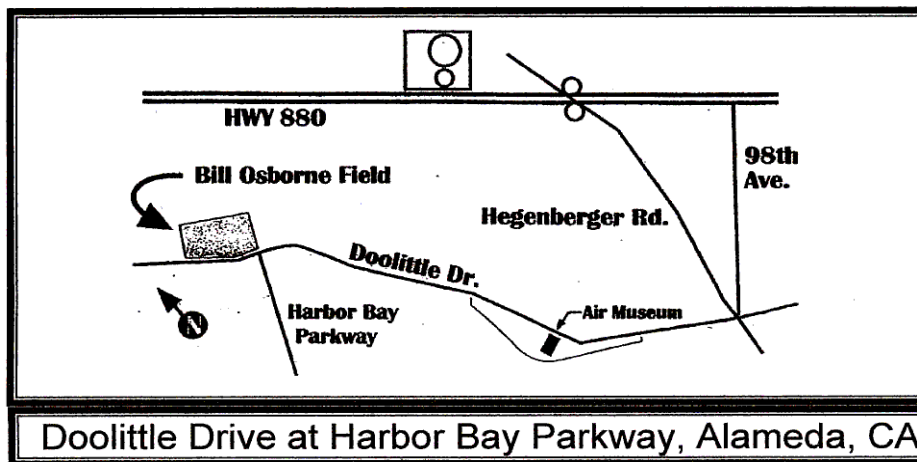 HWY 880
98th
Ave.
Bill Osborne Field
Hegenberger Rd.
Doolittle Dr.
Air Museum
Harbor Bay
Parkway
N
Doolittle Drive at Harbor Bay Parkway, Alameda, CA